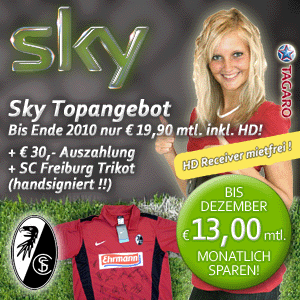 sky
TAGARO
Sky Topangebot
Bis Ende 2010 nur € 19,90 mtl. inkl. HD!
+ € 30,- Auszahlung
+ SC Freiburg Trikot
(handsigniert !!)
HD Receiver mietfrei !
BIS
DEZEMBER
€ 13,00 mtl.
MONATLICH
SPAREN!
Ehrmann